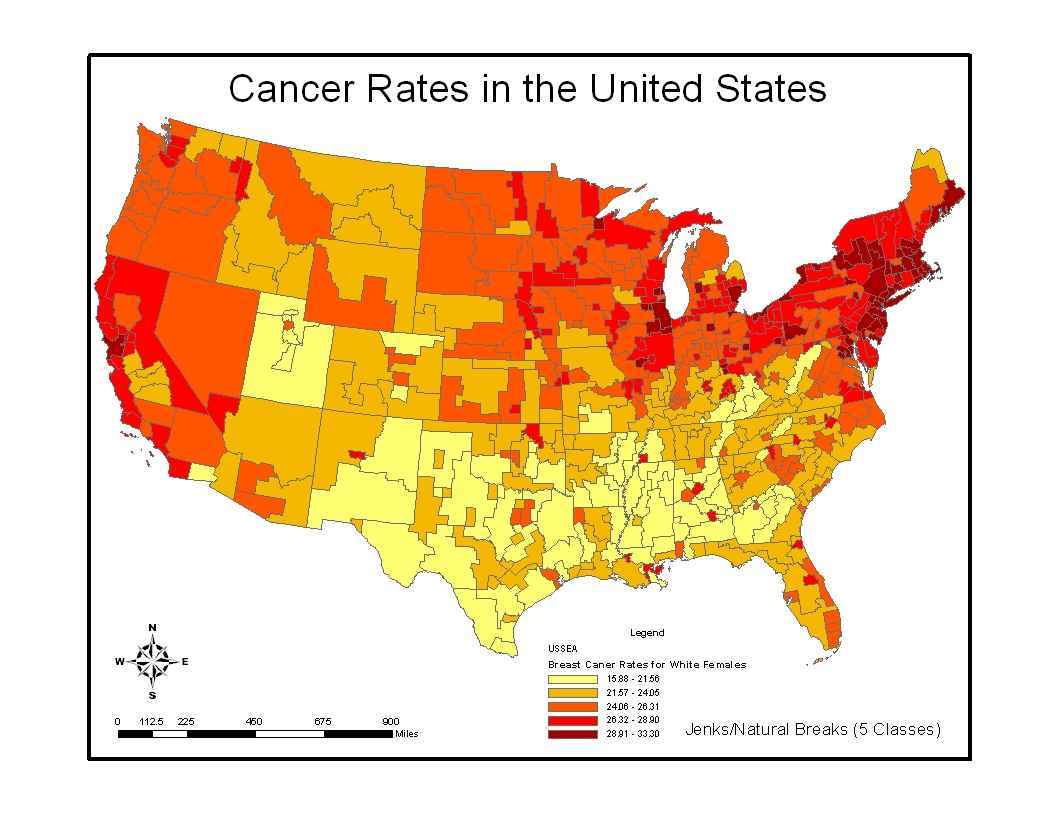 Cancer Rates in the United States
N
W E
S
0 112.5 225 450 675 900
Miles
Legend
USSEA
Breast Caner Rates for White Females
15.88 - 21.56
21.57 - 24.05
24.06 - 26.31
26.32 - 28.90
28.91 - 33.30
Jenks/Natural Breaks (5 Classes)